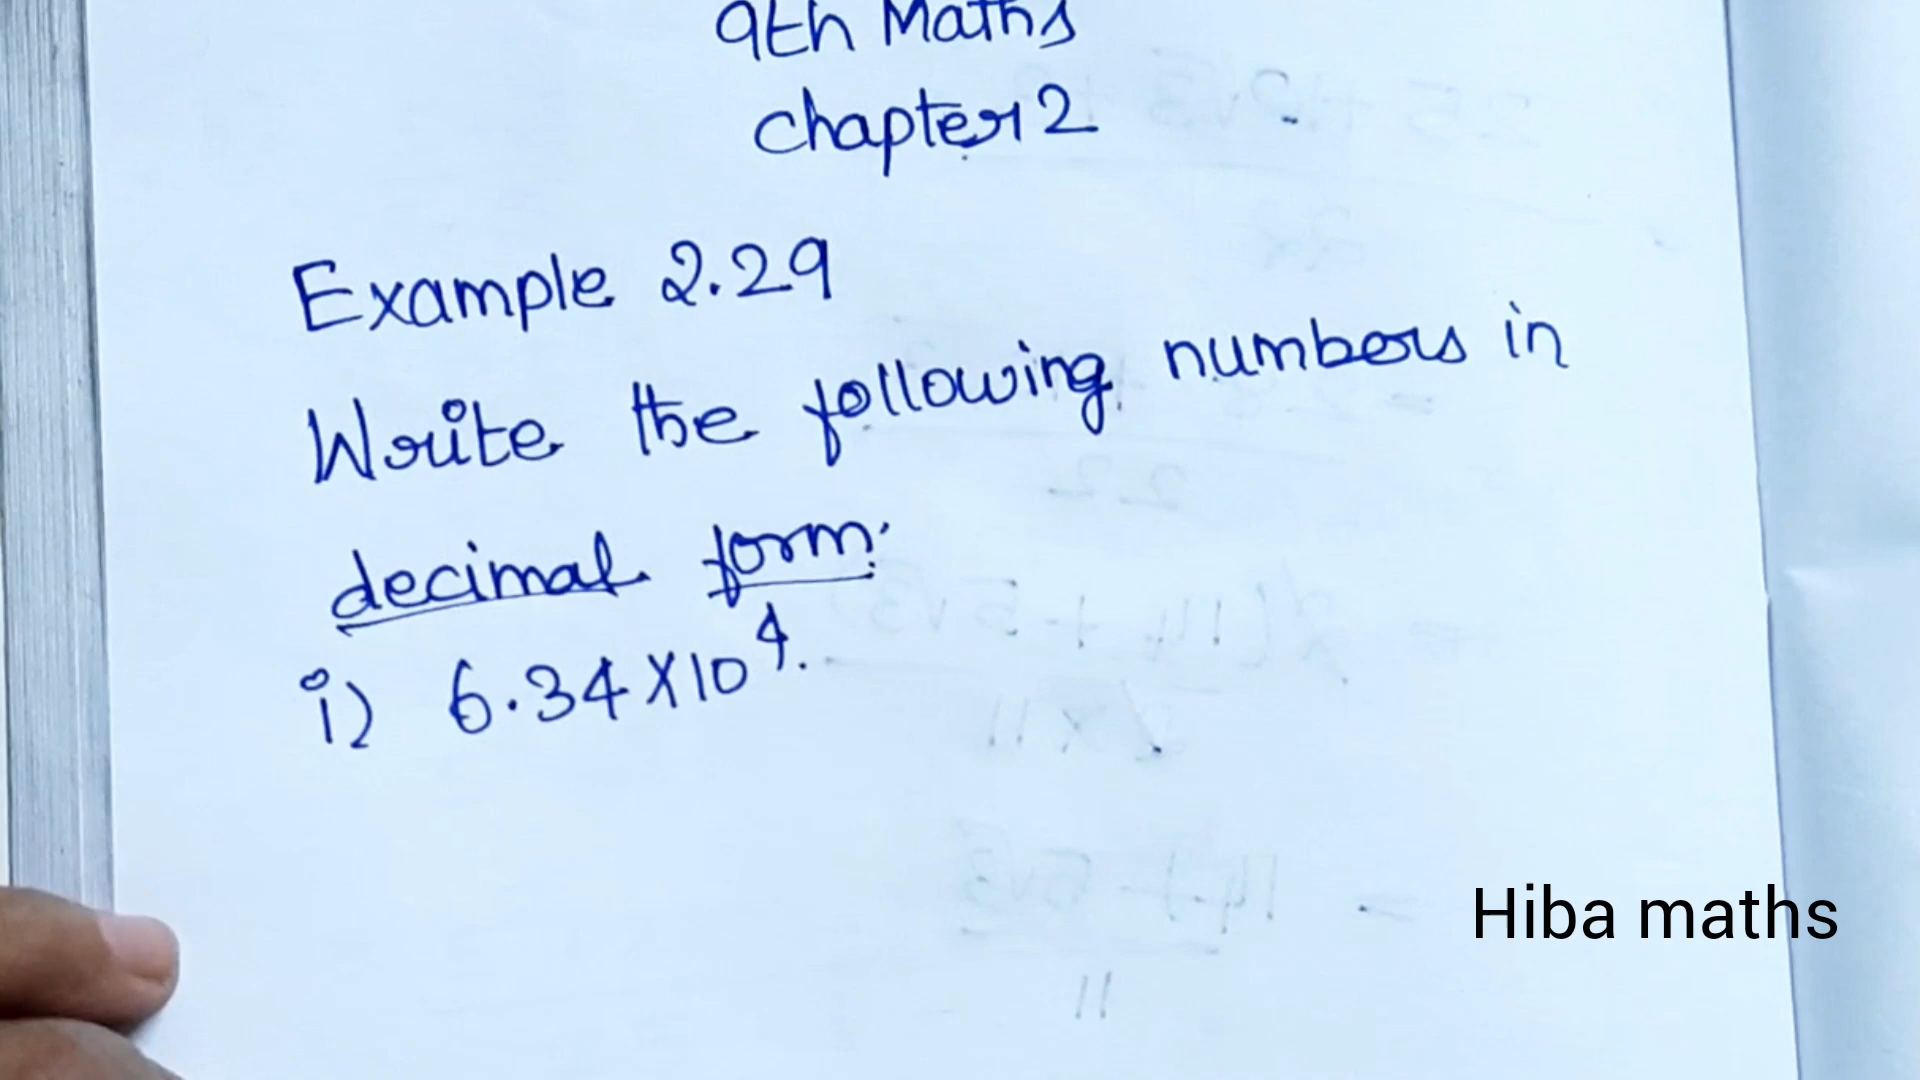 9th Maths
Chapter 2
Example 2.29
Write the following numbers in
decimal form:
i) 6.34 X 10⁴.
Hiba maths